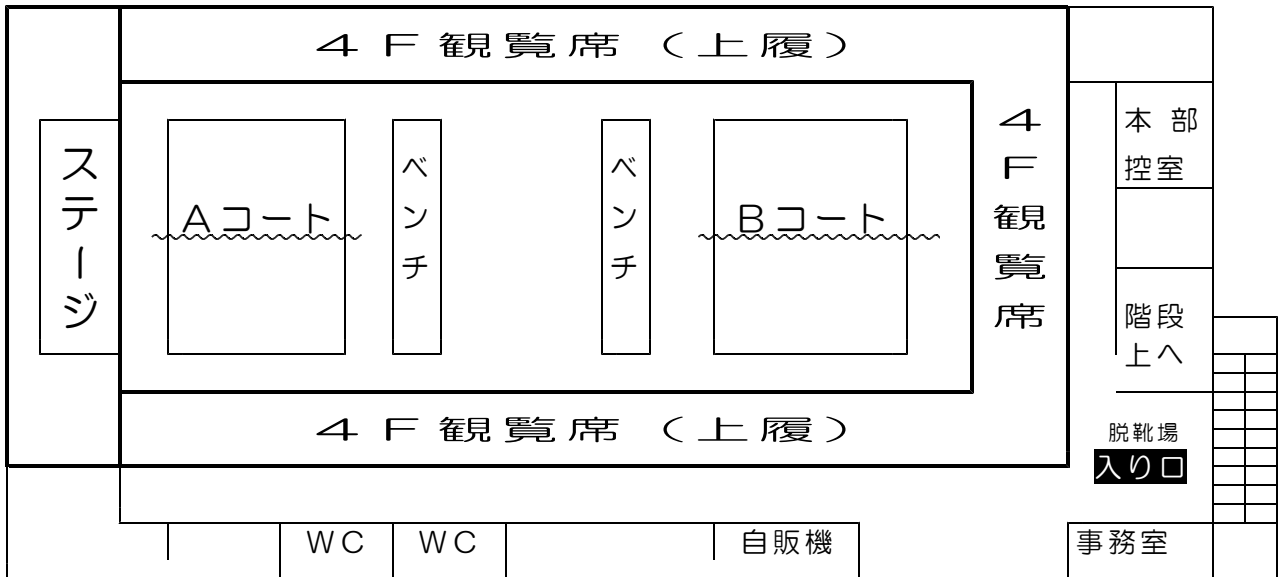 4F観覧席(上履)
ステージ
Aコート
ベンチ
ベンチ
Bコート
4F観覧席
本部
控室
階段
上へ
4F観覧席(上履)
脱靴場
入り口
WC
WC
自販機
事務室